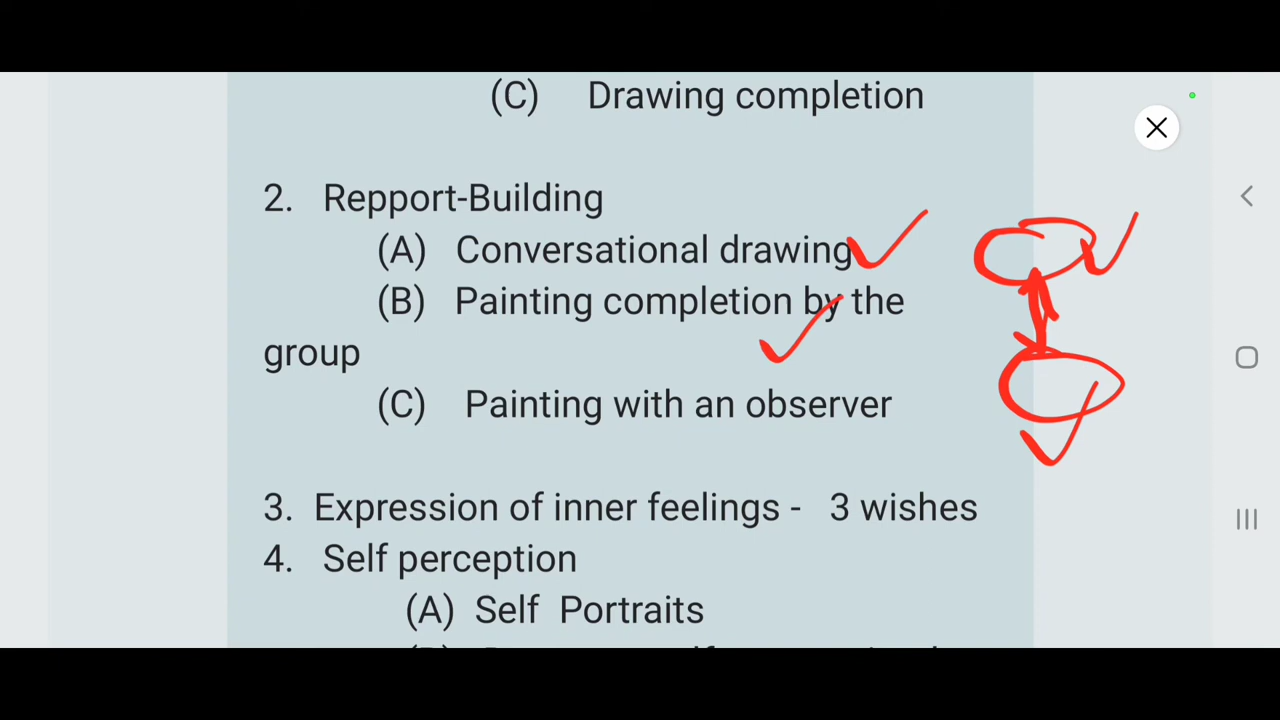 (C) Drawing completion
2. Repport-Building
(A) Conversational drawing
(B) Painting completion by the
group
(C) Painting with an observer
3. Expression of inner feelings - 3 wishes
4. Self perception
(A) Self Portraits